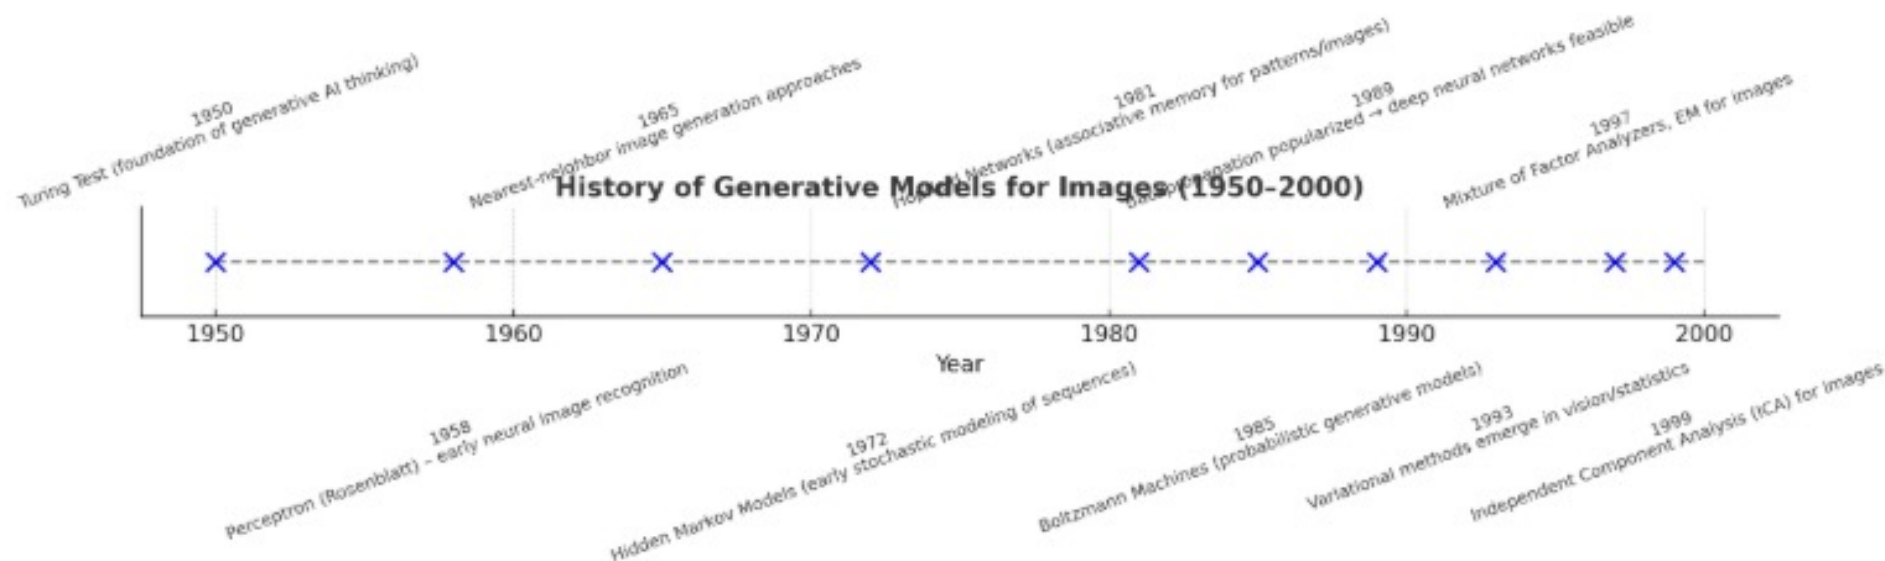 1950
Turing Test (foundation of generative AI thinking)
1965
Nearest-neighbor image generation approaches
1981
Hopfield Networks (associative memory for patterns/images)
1989
Backpropagation popularized → deep neural networks feasible
1997
Mixture of Factor Analyzers, EM for images
History of Generative Models for Images (1950–2000)
1950 1960 1970 1980 1990 2000
Year
1958
Perceptron (Rosenblatt) – early neural image recognition
1972
Hidden Markov Models (early stochastic modeling of sequences)
1985
Boltzmann Machines (probabilistic generative models)
1993
Variational methods emerge in vision/statistics
1999
Independent Component Analysis (ICA) for images